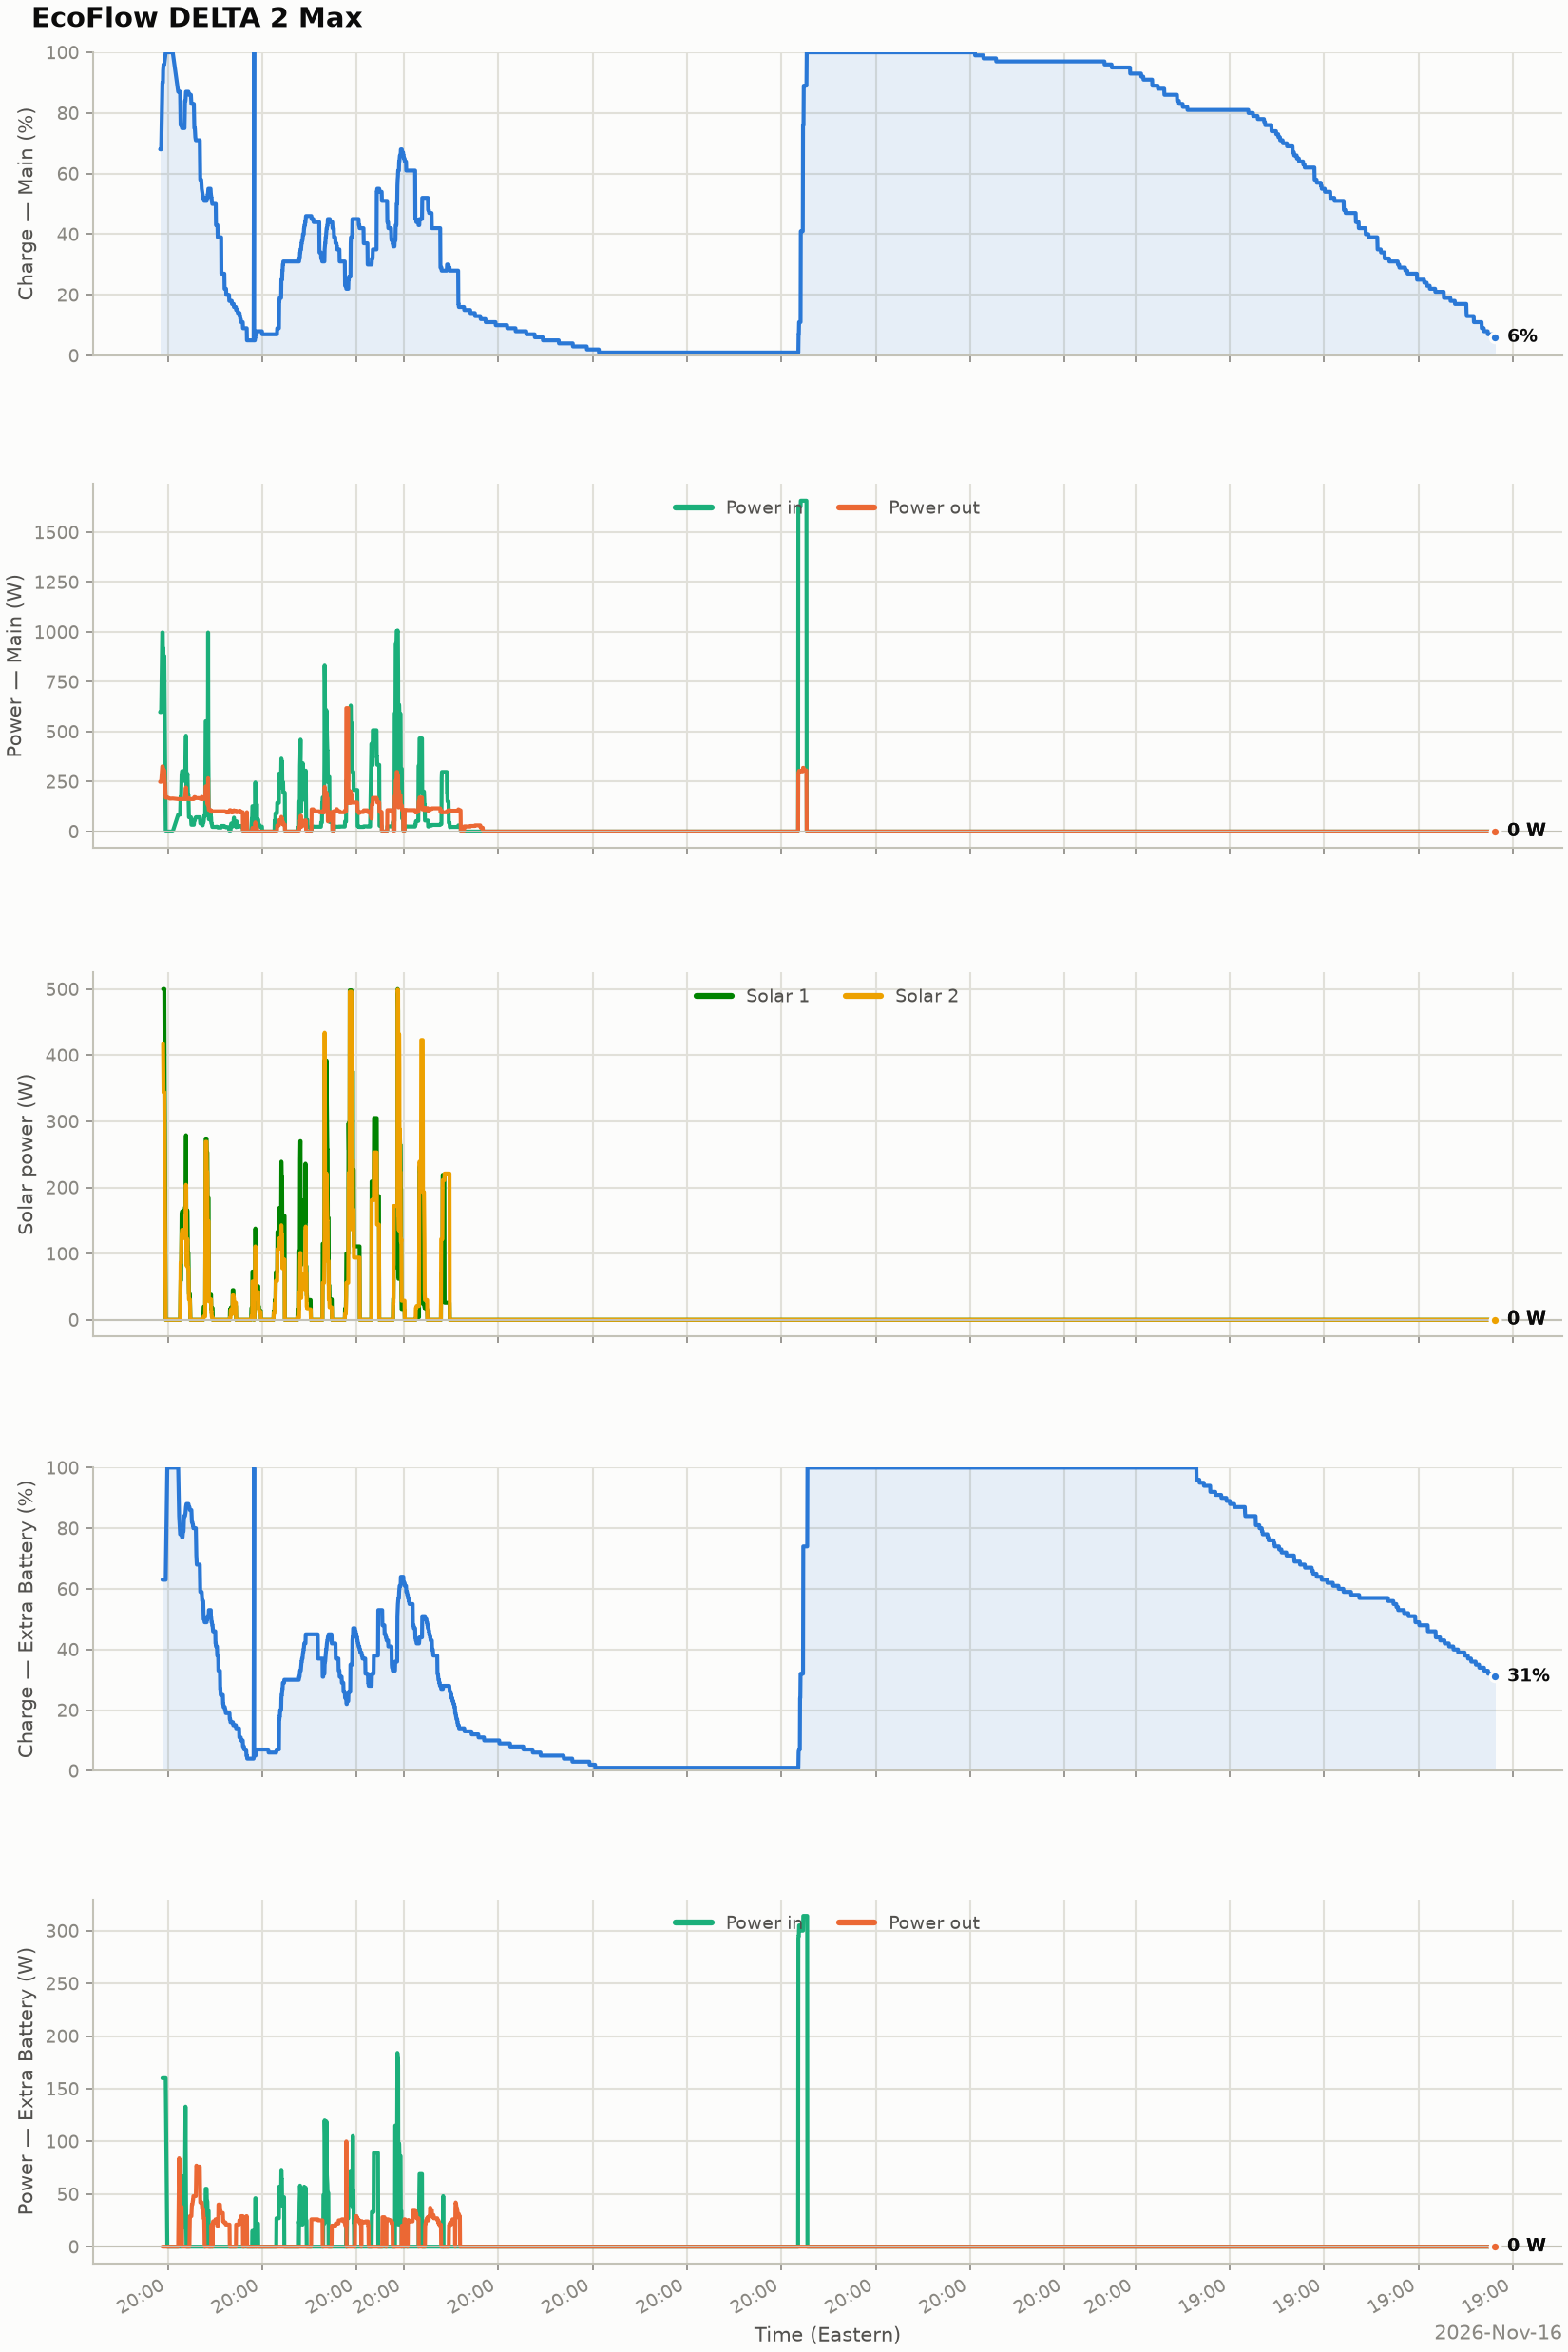 EcoFlow DELTA 2 Max
Charge — Main (%)
100
80
60
40
20
0
6%
Power — Main (W)
Power in
Power out
1500
1250
1000
750
500
250
0
0 W
Solar power (W)
Solar 1
Solar 2
500
400
300
200
100
0
0 W
Charge — Extra Battery (%)
100
80
60
40
20
0
31%
Power — Extra Battery (W)
Power in
Power out
300
250
200
150
100
50
0
0 W
20:00 20:00 20:00 20:00 20:00 20:00 20:00 20:00 20:00 20:00 20:00 20:00 19:00 19:00 19:00 19:00
Time (Eastern)
2026-Nov-16